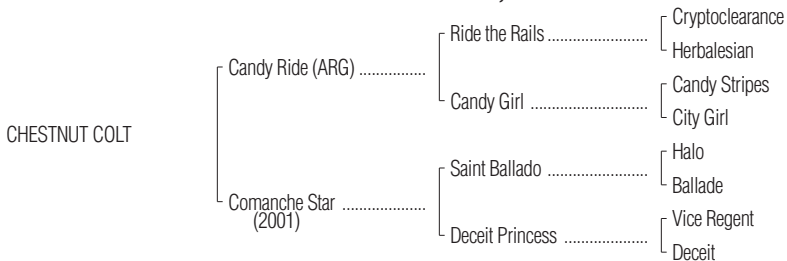 Cryptoclearance
Ride the Rails ........................
Herbalesian
Candy Ride (ARG) ................
Candy Stripes
Candy Girl ............................
City Girl
CHESTNUT COLT
Halo
Saint Ballado .........................
Ballade
Comanche Star ....................
(2001)
Vice Regent
Deceit Princess ....................
Deceit